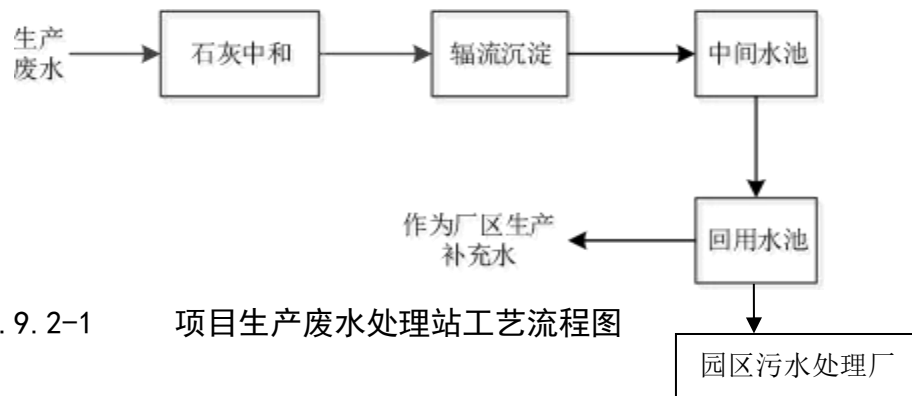 生产
废水
石灰中和
辐流沉淀
中间水池
作为厂区生产
补充水
回用水池
.9.2-1 项目生产废水处理站工艺流程图
园区污水处理厂